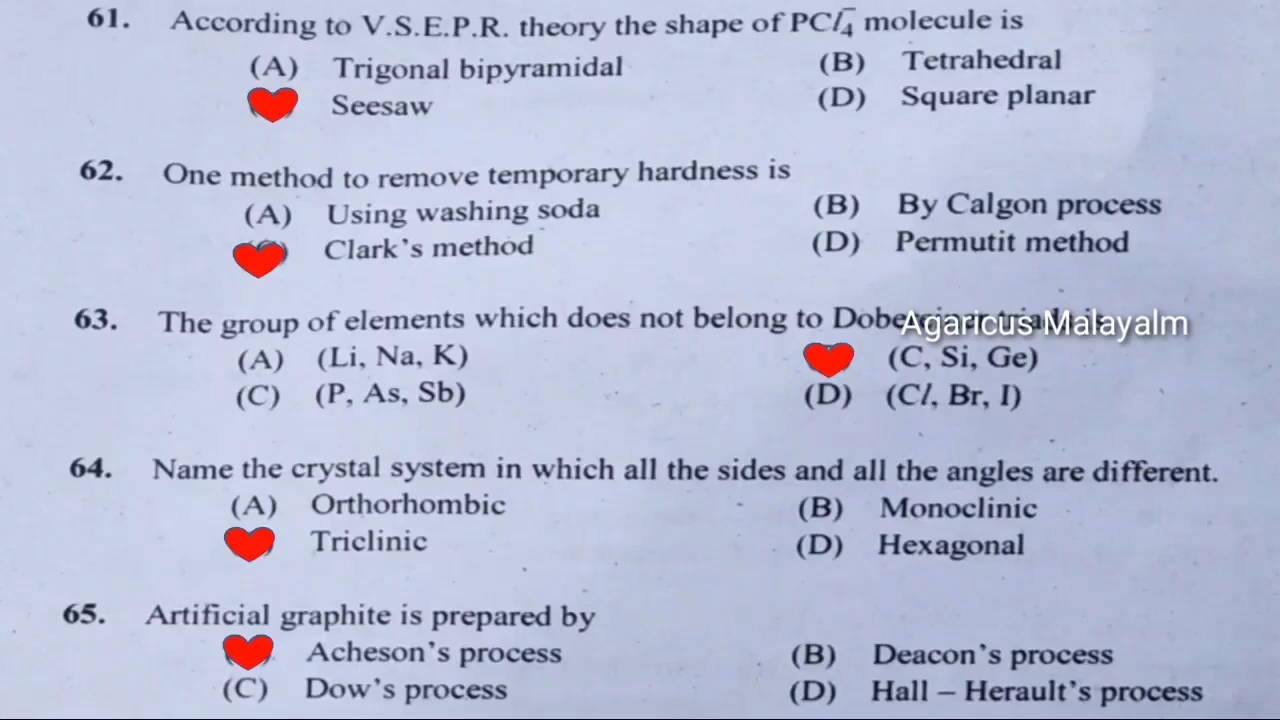 61. According to V.S.E.P.R. theory the shape of PCl₄⁻ molecule is
(A) Trigonal bipyramidal (B) Tetrahedral
Seesaw (D) Square planar
62. One method to remove temporary hardness is
(A) Using washing soda (B) By Calgon process
Clark's method (D) Permutit method
63. The group of elements which does not belong to
Agaricus Malayalm
(A) (Li, Na, K) (C, Si, Ge)
(C) (P, As, Sb) (D) (Cl, Br, I)
64. Name the crystal system in which all the sides and all the angles are different.
(A) Orthorhombic (B) Monoclinic
Triclinic (D) Hexagonal
65. Artificial graphite is prepared by
Acheson's process (B) Deacon's process
(C) Dow's process (D) Hall – Herault's process